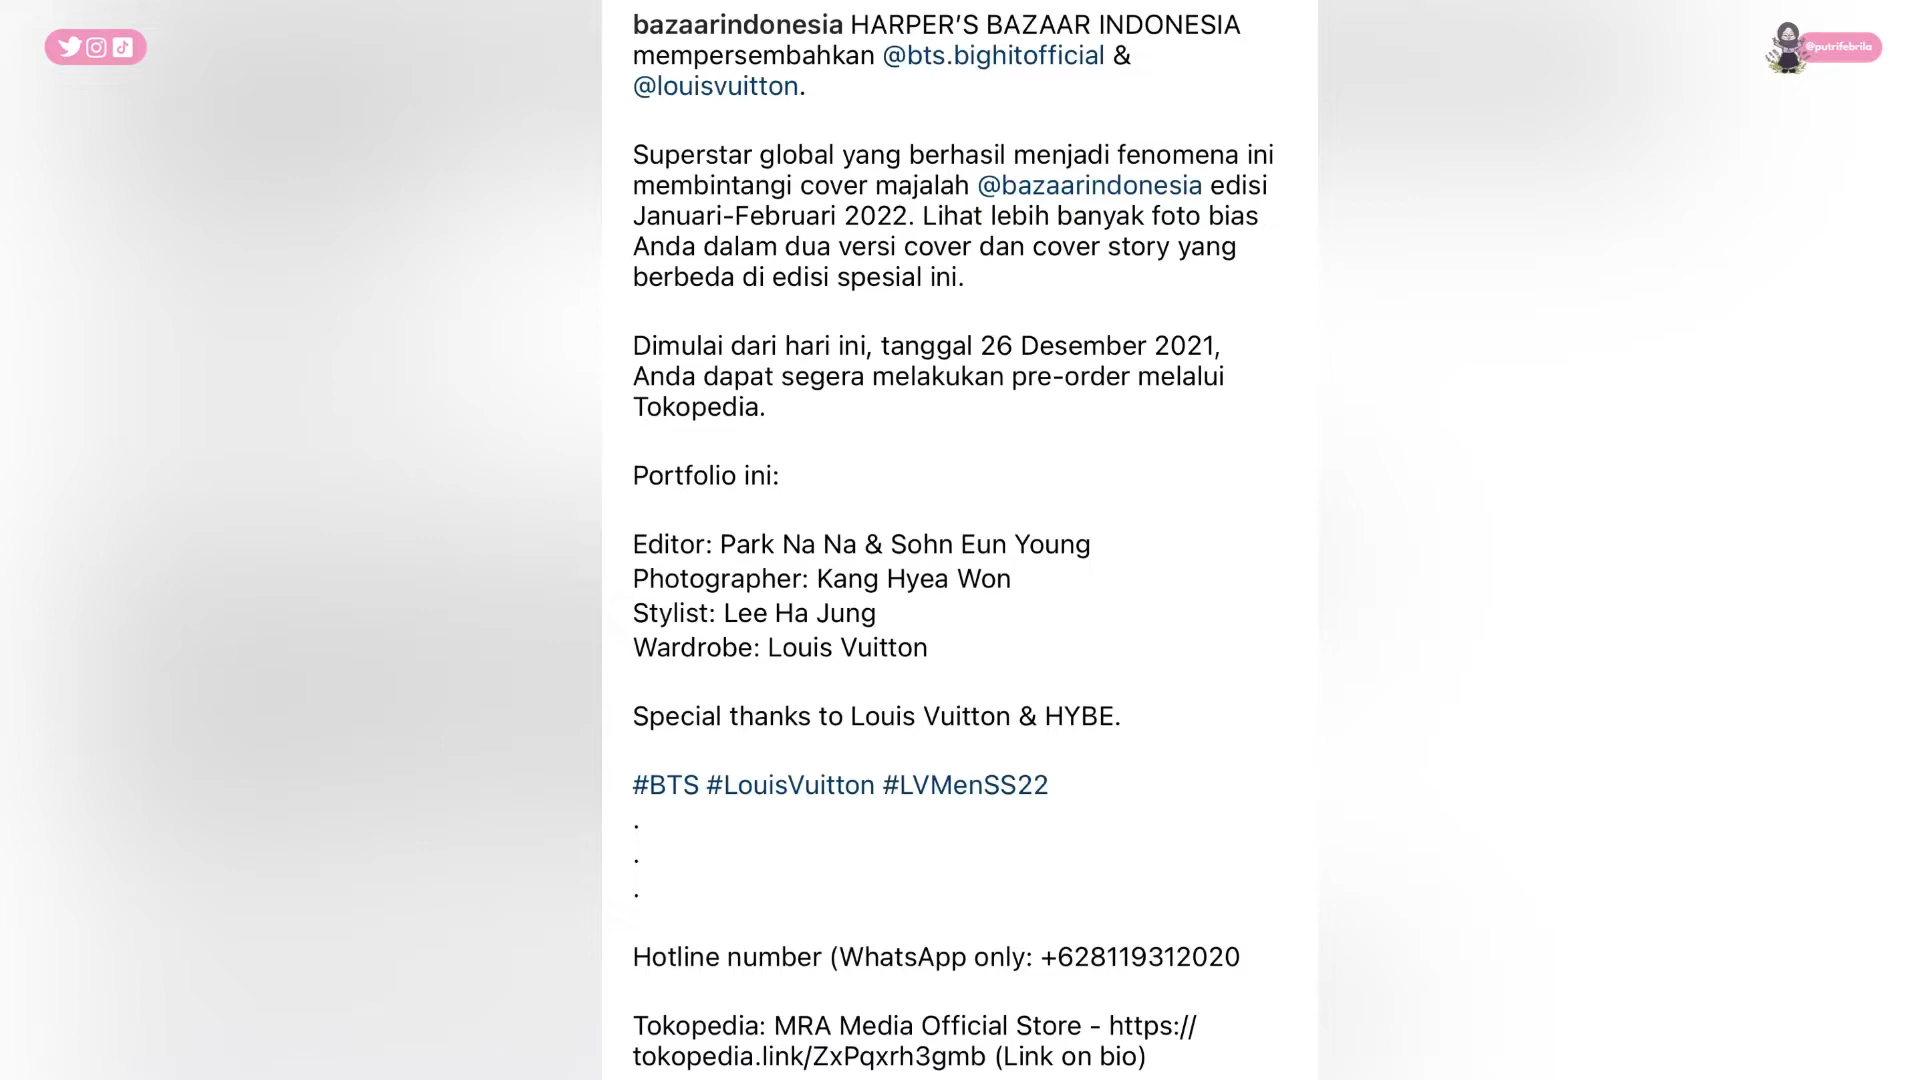 bazaarindonesia HARPER’S BAZAAR INDONESIA
mempersembahkan @bts.bighitofficial &
@louisvuitton.
Superstar global yang berhasil menjadi fenomena ini
membintangi cover majalah @bazaarindonesia edisi
Januari-Februari 2022. Lihat lebih banyak foto bias
Anda dalam dua versi cover dan cover story yang
berbeda di edisi spesial ini.
Dimulai dari hari ini, tanggal 26 Desember 2021,
Anda dapat segera melakukan pre-order melalui
Tokopedia.
Portfolio ini:
Editor: Park Na Na & Sohn Eun Young
Photographer: Kang Hyea Won
Stylist: Lee Ha Jung
Wardrobe: Louis Vuitton
Special thanks to Louis Vuitton & HYBE.
#BTS #LouisVuitton #LVMenSS22
.
.
.
Hotline number (WhatsApp only: +628119312020
Tokopedia: MRA Media Official Store - https://
tokopedia.link/ZxPqxrh3gmb (Link on bio)
@putrifebrila